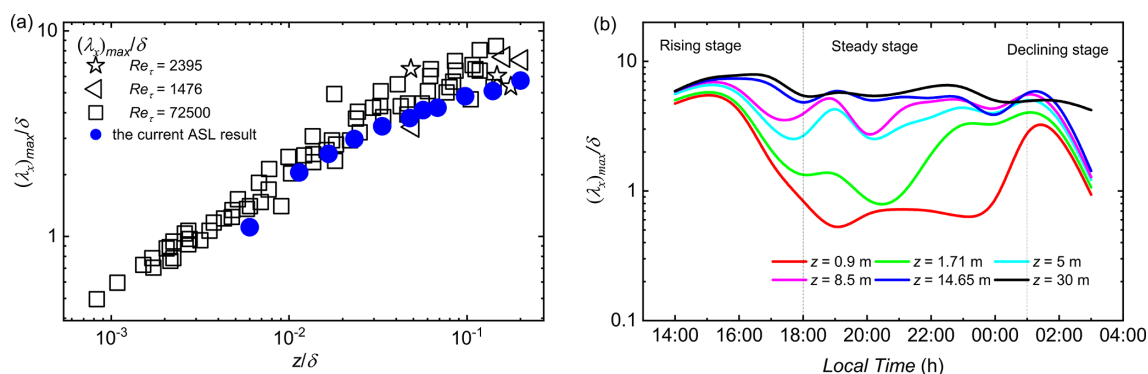 (a)
(λx)max/δ
Reτ = 2395
Reτ = 1476
Reτ = 72500
the current ASL result
10
1
(λx)max/δ
10⁻³
10⁻²
10⁻¹
z/δ
(b)
Rising stage
Steady stage
Declining stage
10
1
0.1
(λx)max/δ
z = 0.9 m
z = 1.71 m
z = 5 m
z = 8.5 m
z = 14.65 m
z = 30 m
14:00 16:00 18:00 20:00 22:00 00:00 02:00 04:00
Local Time (h)